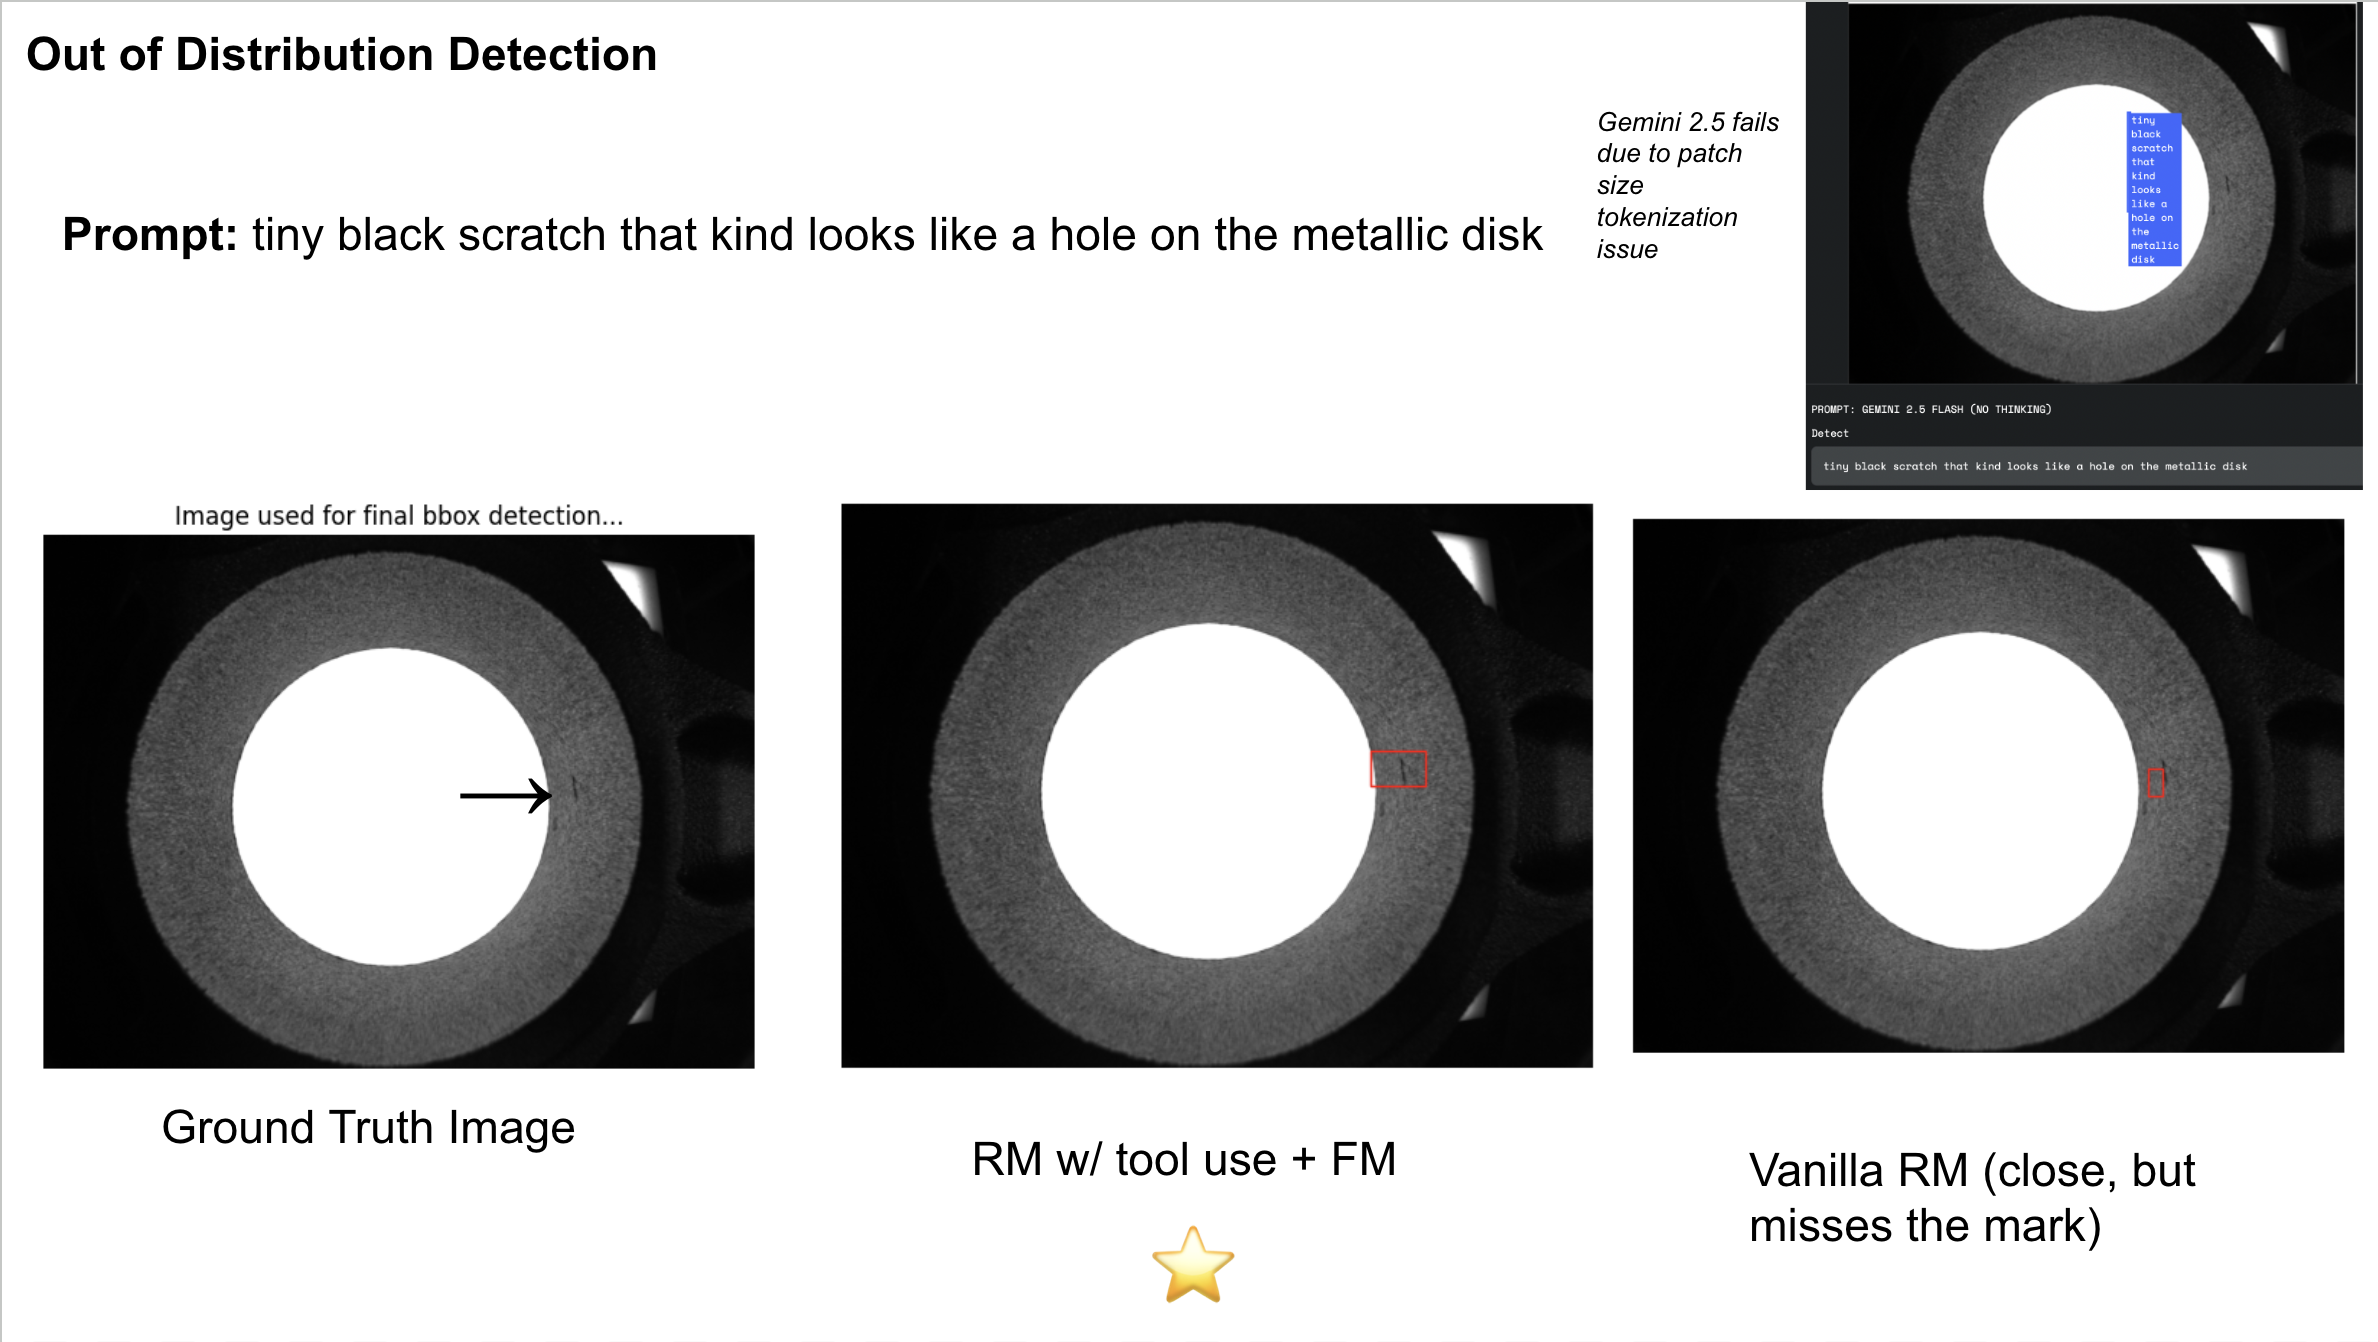 Out of Distribution Detection
Prompt: tiny black scratch that kind looks like a hole on the metallic disk
Gemini 2.5 fails
due to patch
size
tokenization
issue
tiny
black
scratch
that
kind
looks
like a
hole on
the
metallic
disk
PROMPT: GEMINI 2.5 FLASH (NO THINKING)
Detect
tiny black scratch that kind looks like a hole on the metallic disk
Image used for final bbox detection...
Ground Truth Image
RM w/ tool use + FM
Vanilla RM (close, but
misses the mark)